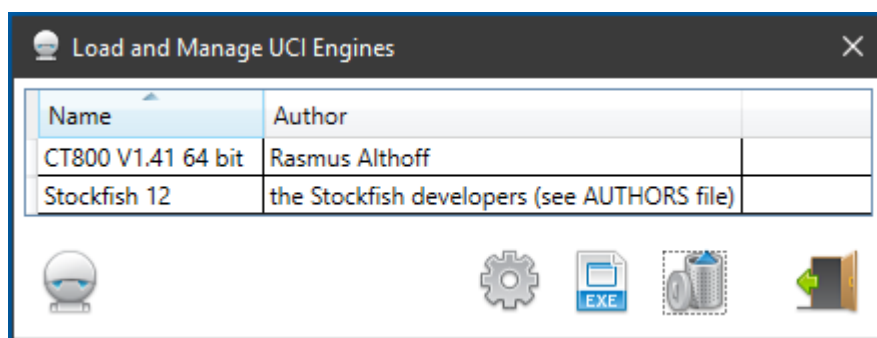 Load and Manage UCI Engines
Name Author
CT800 V1.41 64 bit Rasmus Althoff
Stockfish 12 the Stockfish developers (see AUTHORS file)
EXE